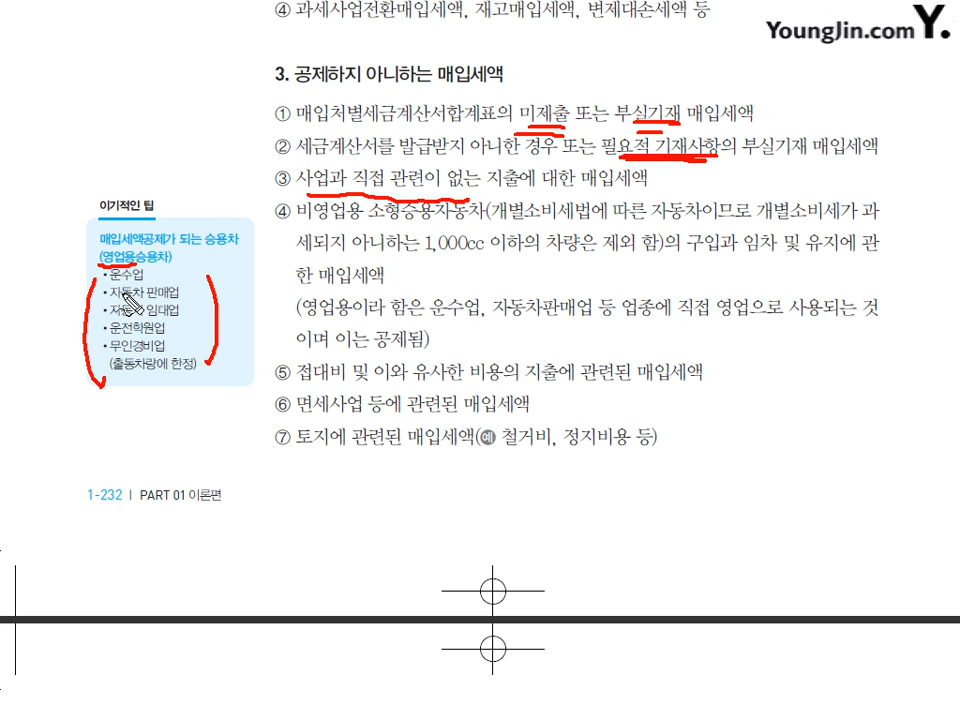 ④ 과세사업전환매입세액, 재고매입세액, 변제대손세액 등
YoungJin.com Y.
3. 공제하지 아니하는 매입세액
① 매입처별세금계산서합계표의 미제출 또는 부실기재 매입세액
② 세금계산서를 발급받지 아니한 경우 또는 필요적 기재사항의 부실기재 매입세액
③ 사업과 직접 관련이 없는 지출에 대한 매입세액
④ 비영업용 소형승용자동차(개별소비세법에 따른 자동차이므로 개별소비세가 과
세되지 아니하는 1,000cc 이하의 차량은 제외 함)의 구입과 임차 및 유지에 관
한 매입세액
(영업용이라 함은 운수업, 자동차판매업 등 업종에 직접 영업으로 사용되는 것
이며 이는 공제됨)
⑤ 접대비 및 이와 유사한 비용의 지출에 관련된 매입세액
⑥ 면세사업 등에 관련된 매입세액
⑦ 토지에 관련된 매입세액(예 철거비, 정지비용 등)
이기적인 팁
매입세액공제가 되는 승용차
(영업용승용차)
• 운수업
• 자동차 판매업
• 자동차 임대업
• 운전학원업
• 무인경비업
(출동차량에 한정)
1-232 | PART 01 이론편